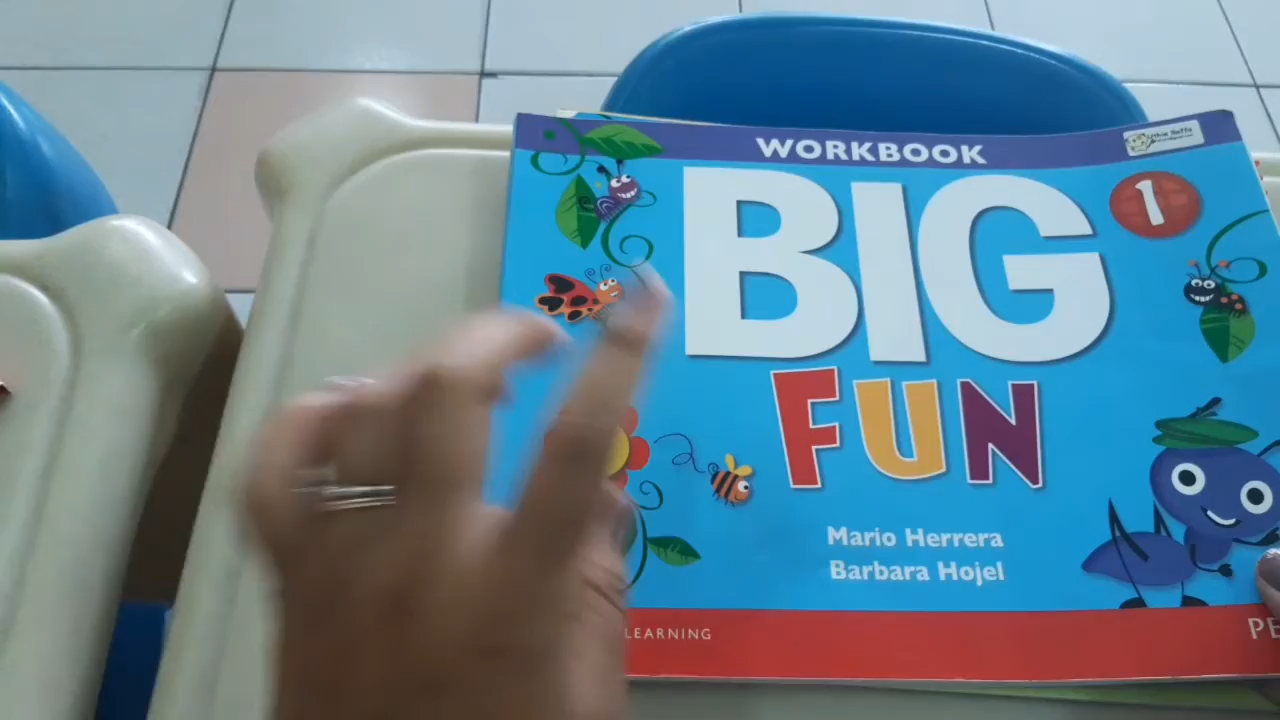 WORKBOOK
BIG
1
FUN
Mario Herrera
Barbara Hojel
LEARNING